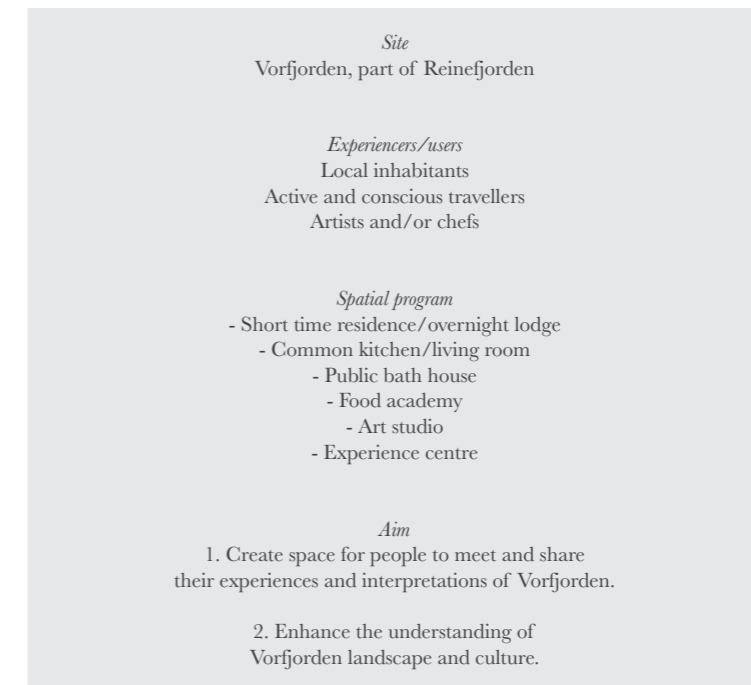 Site
Vorfjorden, part of Reinefjorden
Experiencers/users
Local inhabitants
Active and conscious travellers
Artists and/or chefs
Spatial program
- Short time residence/overnight lodge
- Common kitchen/living room
- Public bath house
- Food academy
- Art studio
- Experience centre
Aim
1. Create space for people to meet and share
their experiences and interpretations of Vorfjorden.
2. Enhance the understanding of
Vorfjorden landscape and culture.